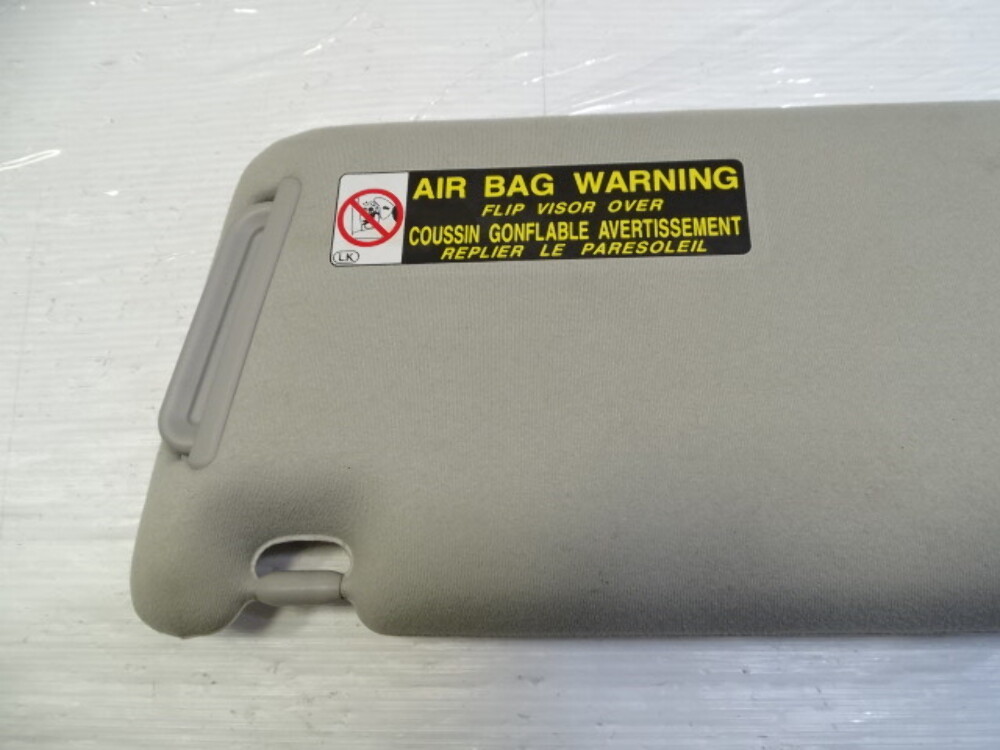 AIR BAG WARNING
FLIP VISOR OVER
COUSSIN GONFLABLE AVERTISSEMENT
REPLIER LE PARESOLEIL
LK